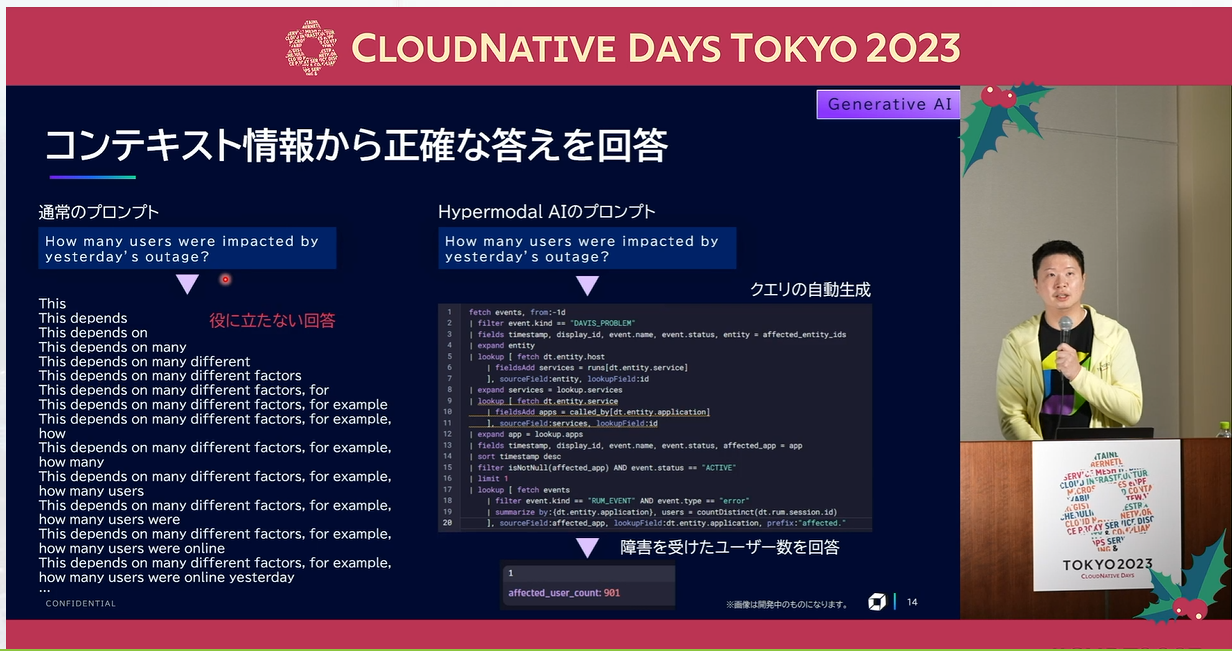 CLOUDNATIVE DAYS TOKYO 2023
Generative AI
コンテキスト情報から正確な答えを回答
通常のプロンプト
How many users were impacted by
yesterday's outage?
役に立たない回答
This
This depends
This depends on
This depends on many
This depends on many different
This depends on many different factors
This depends on many different factors, for
This depends on many different factors, for example
This depends on many different factors, for example,
how
This depends on many different factors, for example,
how many
This depends on many different factors, for example,
how many users
This depends on many different factors, for example,
how many users were
This depends on many different factors, for example,
how many users were online
This depends on many different factors, for example,
how many users were online yesterday
...
CONFIDENTIAL
Hypermodal AIのプロンプト
How many users were impacted by
yesterday's outage?
クエリの自動生成
1 fetch events, from:-1d
2 | filter event.kind == "DAVIS_PROBLEM"
3 | fields timestamp, display_id, event.name, event.status, entity = affected_entity_ids
4 | expand entity
5 | lookup [ fetch dt.entity.host
6 | fieldsAdd services = runs[dt.entity.service]
7 ], sourceField:entity, lookupField:id
8 | expand services = lookup.services
9 | lookup [ fetch dt.entity.service
10 | fieldsAdd apps = called_by[dt.entity.application]
11 ], sourceField:services, lookupField:id
12 | expand app = lookup.apps
13 | fields timestamp, display_id, event.name, event.status, affected_app = app
14 | sort timestamp desc
15 | filter isNotNull(affected_app) AND event.status == "ACTIVE"
16 | limit 1
17 | lookup [ fetch events
18 | filter event.kind == "RUM_EVENT" AND event.type == "error"
19 | summarize by:{dt.entity.application}, users = countDistinct(dt.rum.session.id)
20 ], sourceField:affected_app, lookupField:dt.entity.application, prefix:"affected."
障害を受けたユーザー数を回答
1
affected_user_count: 901
※画像は開発中のものになります。
14
TOKYO2023
CLOUDNATIVE DAYS